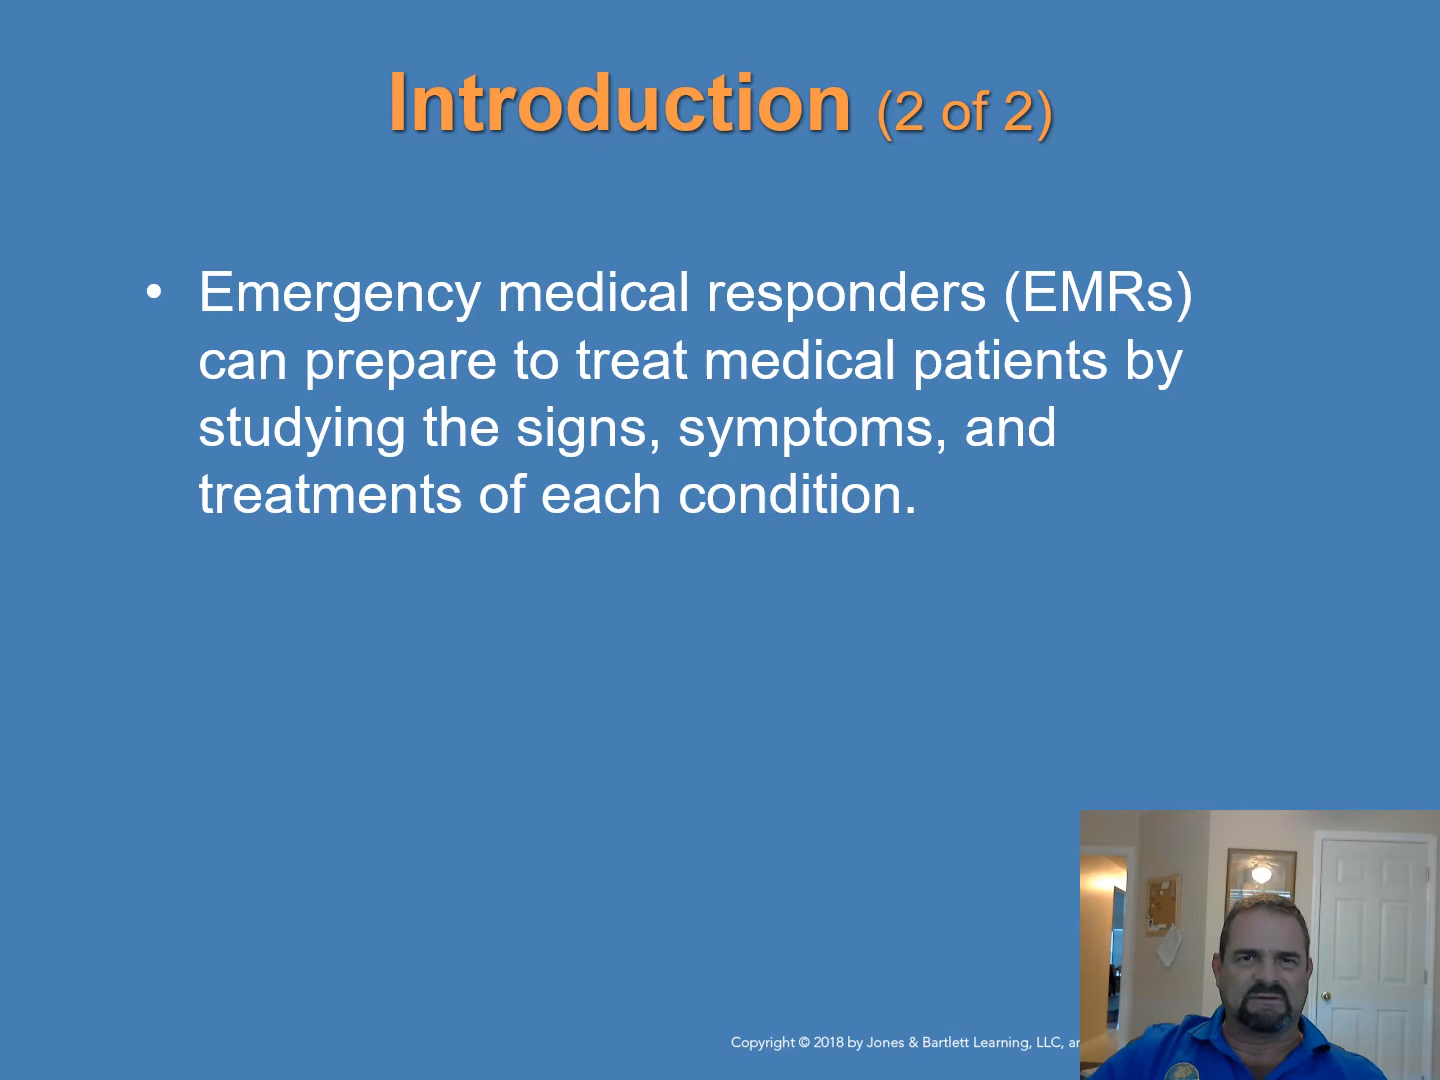 Introduction (2 of 2)
• Emergency medical responders (EMRs)
can prepare to treat medical patients by
studying the signs, symptoms, and
treatments of each condition.
Copyright © 2018 by Jones & Bartlett Learning, LLC,